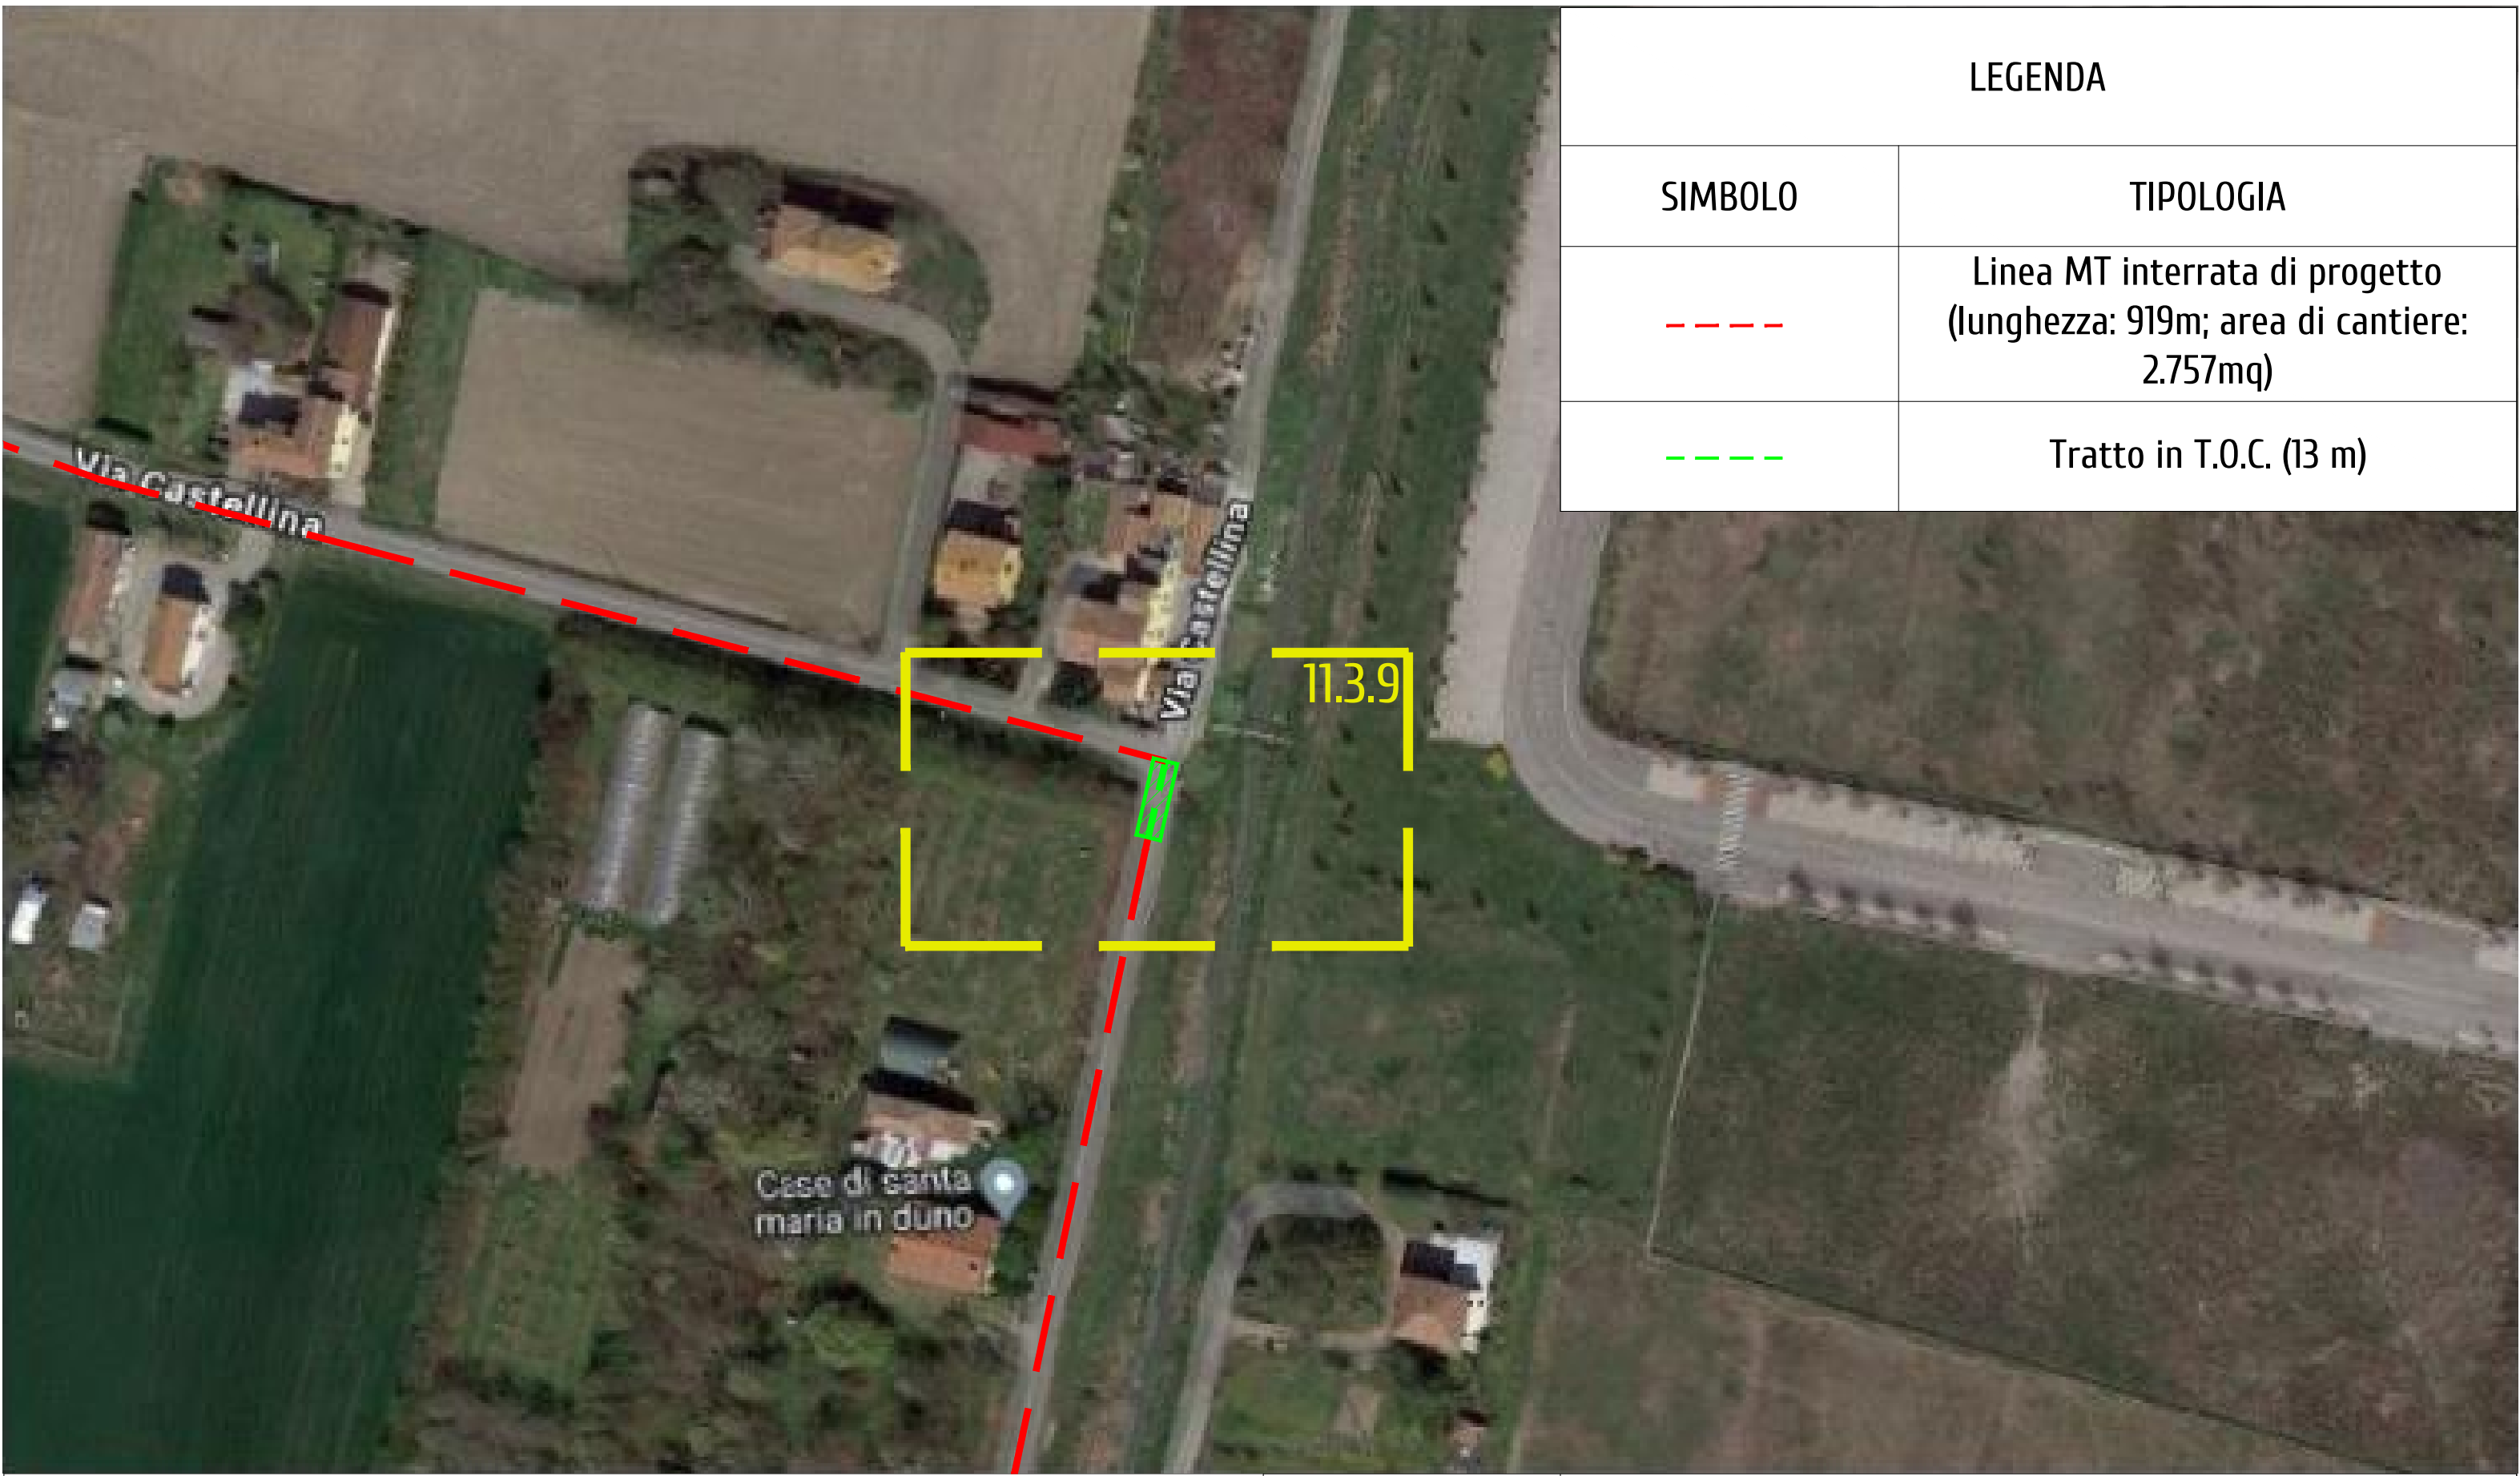 LEGENDA
SIMBOLO
TIPOLOGIA
Linea MT interrata di progetto
(lunghezza: 919m; area di cantiere:
2.757mq)
Tratto in T.O.C. (13 m)
Via Castellina
Via Castellina
11.3.9
Case di santa
maria in duno